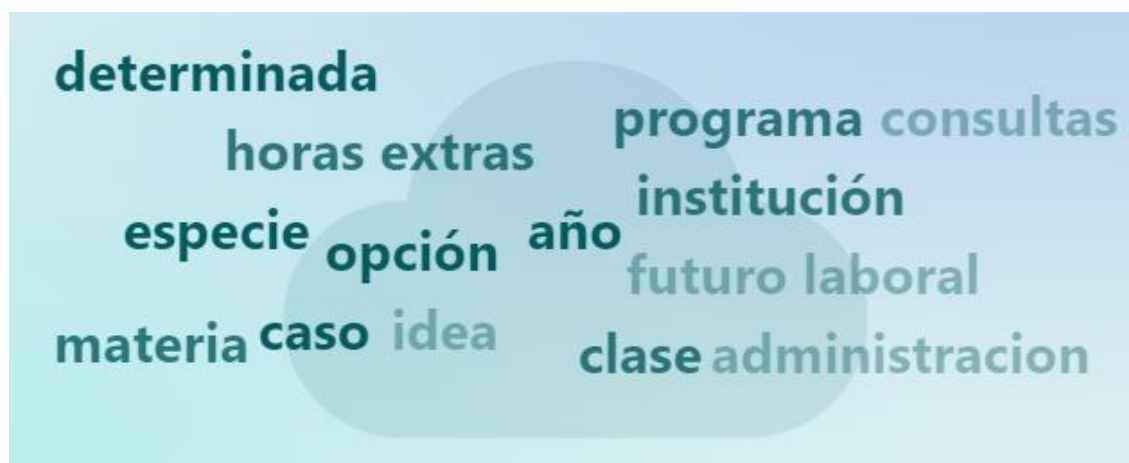 determinada
programa consultas
horas extras
institución
especie opción año
futuro laboral
materia caso idea
clase administracion